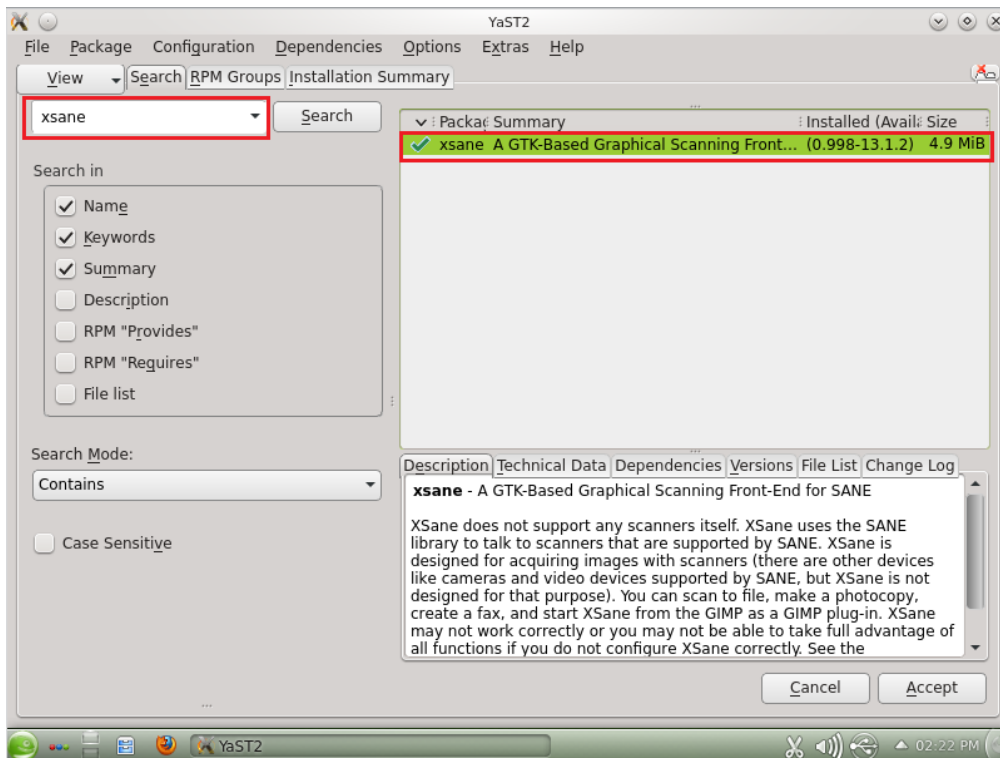 YaST2
File Package Configuration Dependencies Options Extras Help
View Search RPM Groups Installation Summary
xsane Search
Packag Summary Installed (Availa Size
xsane A GTK-Based Graphical Scanning Front... (0.998-13.1.2) 4.9 MiB
Search in
Name
Keywords
Summary
Description
RPM "Provides"
RPM "Requires"
File list
Search Mode:
Contains
Case Sensitive
Description Technical Data Dependencies Versions File List Change Log
xsane - A GTK-Based Graphical Scanning Front-End for SANE
XSane does not support any scanners itself. XSane uses the SANE
library to talk to scanners that are supported by SANE. XSane is
designed for acquiring images with scanners (there are other devices
like cameras and video devices supported by SANE, but XSane is not
designed for that purpose). You can scan to file, make a photocopy,
create a fax, and start XSane from the GIMP as a GIMP plug-in. XSane
may not work correctly or you may not be able to take full advantage of
all functions if you do not configure XSane correctly. See the
Cancel Accept
YaST2 02:22 PM